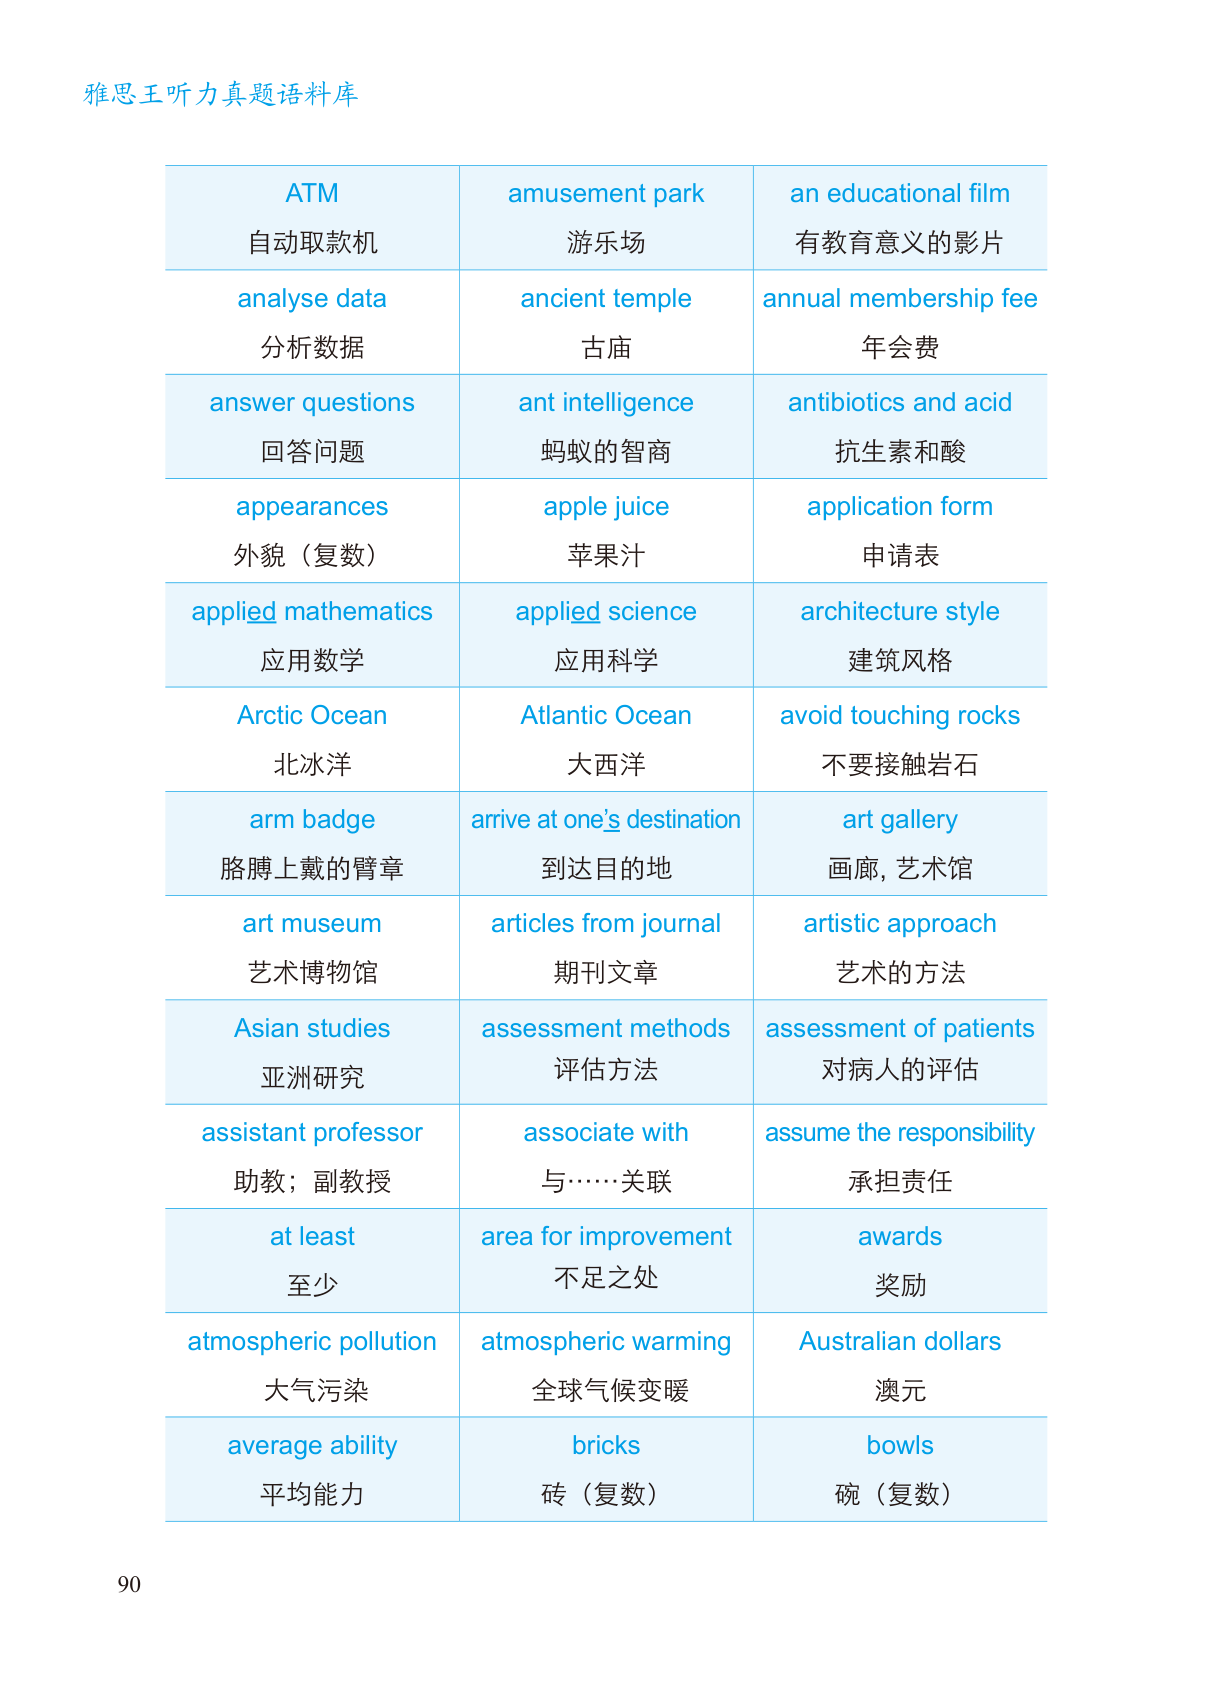 雅思王听力真题语料库
ATM
自动取款机
amusement park
游乐场
an educational film
有教育意义的影片
analyse data
分析数据
ancient temple
古庙
annual membership fee
年会费
answer questions
回答问题
ant intelligence
蚂蚁的智商
antibiotics and acid
抗生素和酸
appearances
外貌（复数）
apple juice
苹果汁
application form
申请表
applied mathematics
应用数学
applied science
应用科学
architecture style
建筑风格
Arctic Ocean
北冰洋
Atlantic Ocean
大西洋
avoid touching rocks
不要接触岩石
arm badge
胳膊上戴的臂章
arrive at one’s destination
到达目的地
art gallery
画廊, 艺术馆
art museum
艺术博物馆
articles from journal
期刊文章
artistic approach
艺术的方法
Asian studies
亚洲研究
assessment methods
评估方法
assessment of patients
对病人的评估
assistant professor
助教；副教授
associate with
与……关联
assume the responsibility
承担责任
at least
至少
area for improvement
不足之处
awards
奖励
atmospheric pollution
大气污染
atmospheric warming
全球气候变暖
Australian dollars
澳元
average ability
平均能力
bricks
砖（复数）
bowls
碗（复数）
90